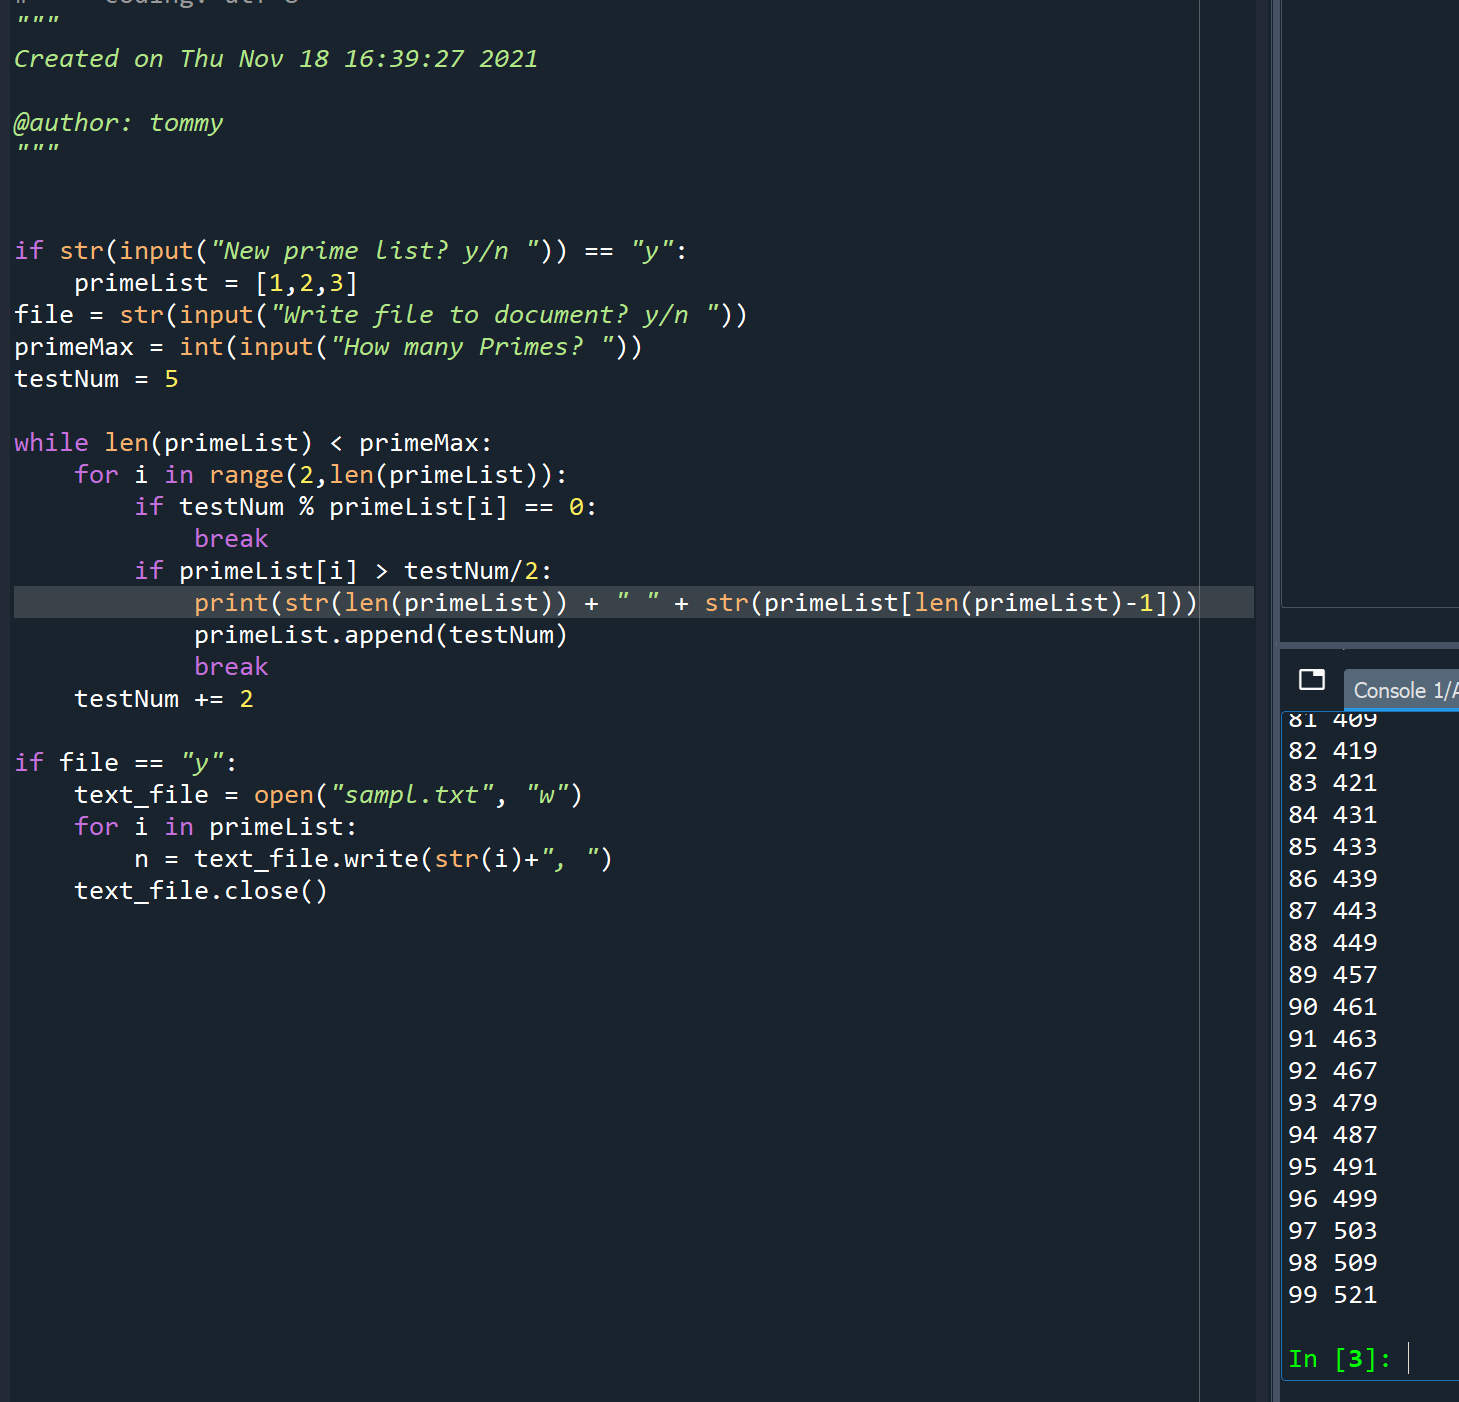 """
Created on Thu Nov 18 16:39:27 2021
@author: tommy
"""
if str(input("New prime list? y/n ")) == "y":
    primeList = [1,2,3]
file = str(input("Write file to document? y/n "))
primeMax = int(input("How many Primes? "))
testNum = 5
while len(primeList) < primeMax:
    for i in range(2,len(primeList)):
        if testNum % primeList[i] == 0:
            break
        if primeList[i] > testNum/2:
            print(str(len(primeList)) + " " + str(primeList[len(primeList)-1]))
            primeList.append(testNum)
            break
    testNum += 2
if file == "y":
    text_file = open("sampl.txt", "w")
    for i in primeList:
        n = text_file.write(str(i)+", ")
    text_file.close()
Console 1/A
81 409
82 419
83 421
84 431
85 433
86 439
87 443
88 449
89 457
90 461
91 463
92 467
93 479
94 487
95 491
96 499
97 503
98 509
99 521
In [3]: